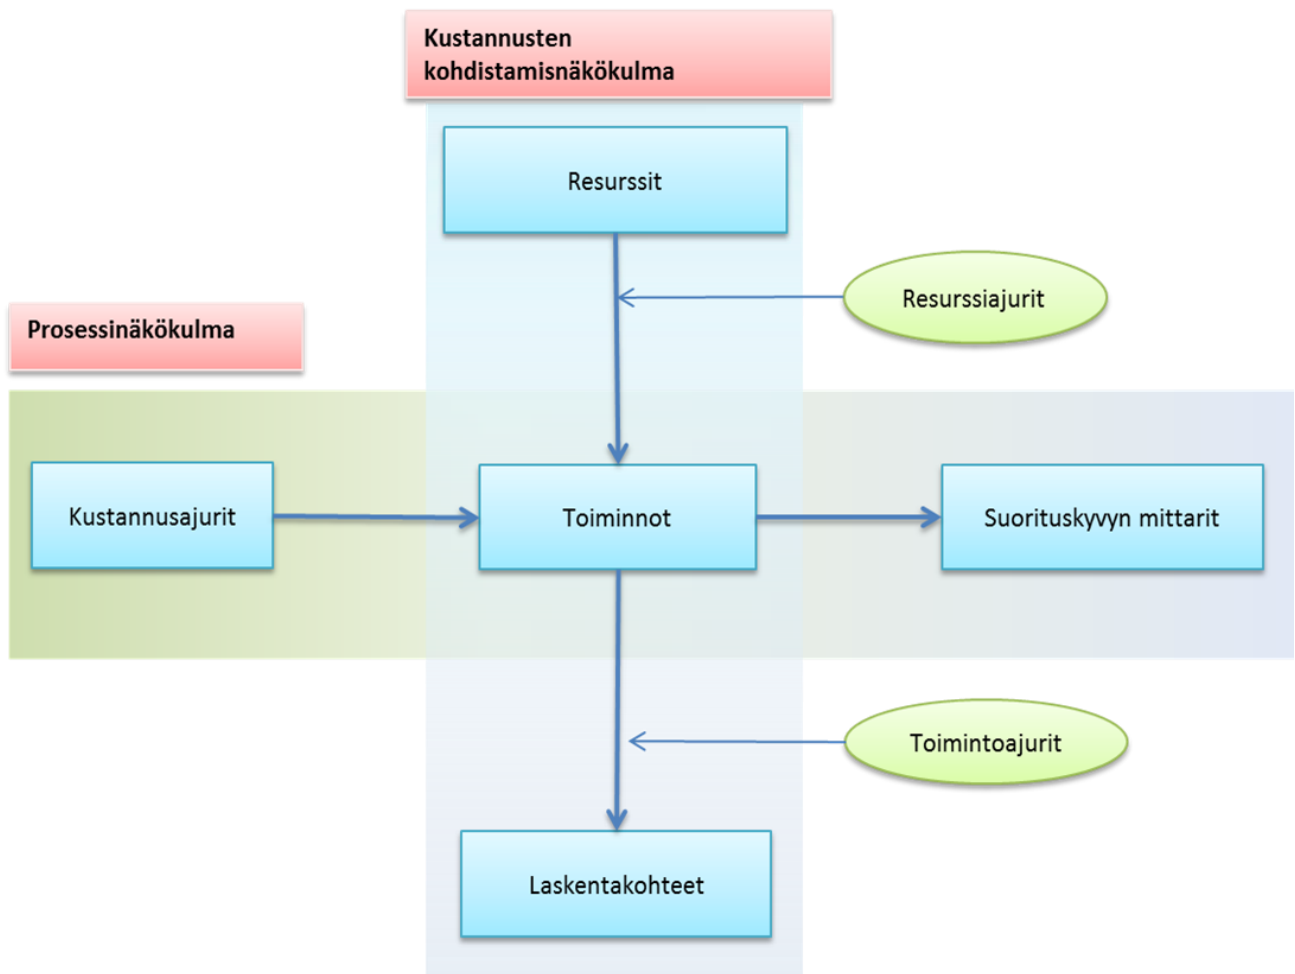 Kustannusten
kohdistamisnäkökulma
Resurssit
Resurssiajurit
Prosessinäkökulma
Kustannusajurit
Toiminnot
Suorituskyvyn mittarit
Toimintoajurit
Laskentakohteet